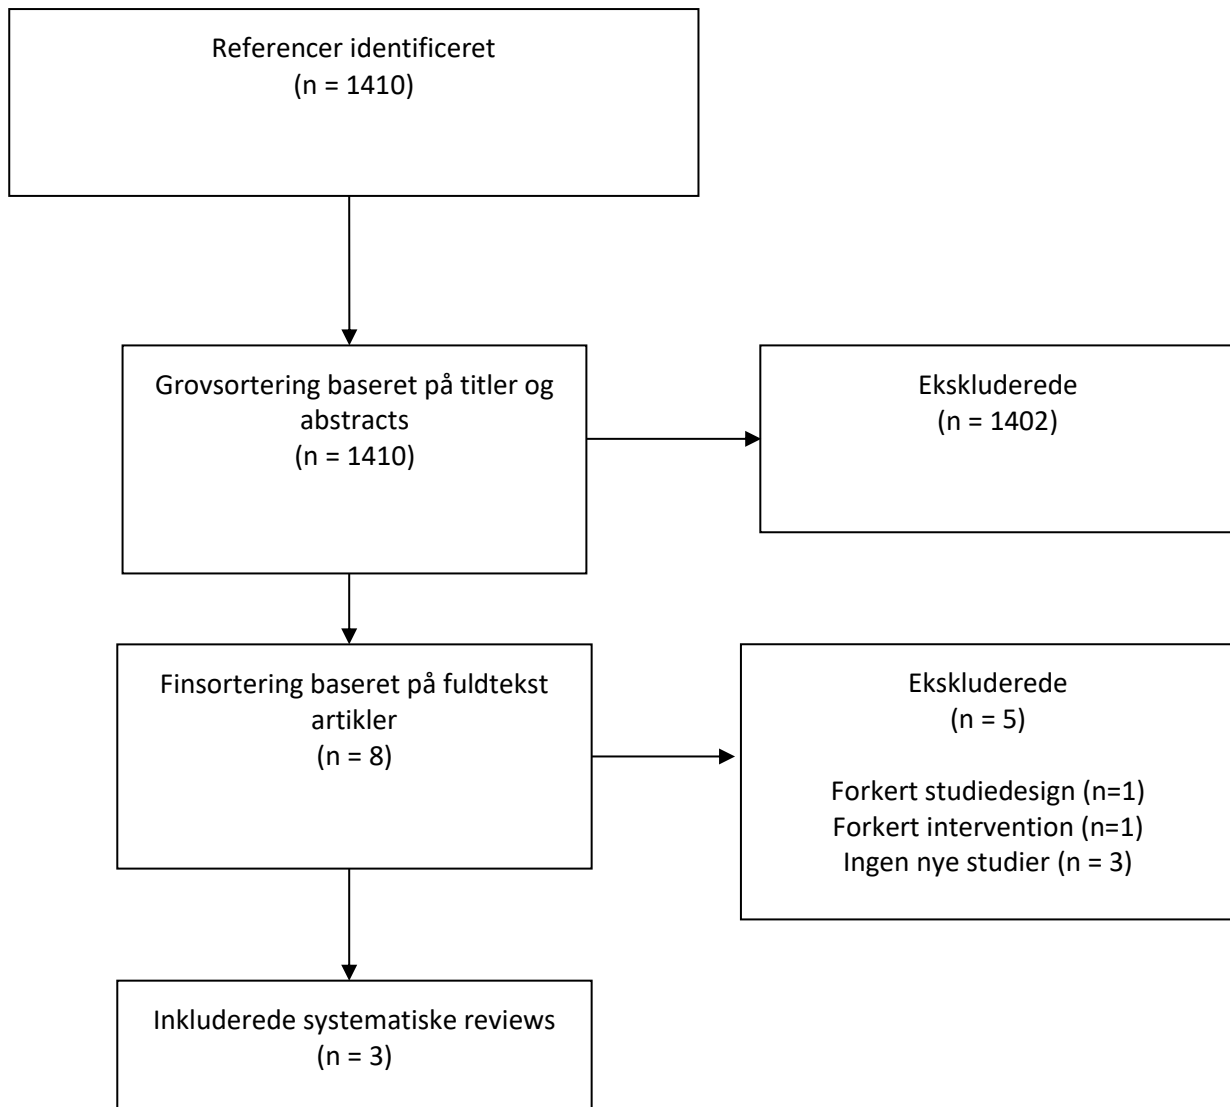 Referencer identificeret
(n = 1410)
Grovsortering baseret på titler og
abstracts
(n = 1410)
Ekskluderede
(n = 1402)
Finsortering baseret på fuldtekst
artikler
(n = 8)
Ekskluderede
(n = 5)
Forkert studiedesign (n=1)
Forkert intervention (n=1)
Ingen nye studier (n = 3)
Inkluderede systematiske reviews
(n = 3)